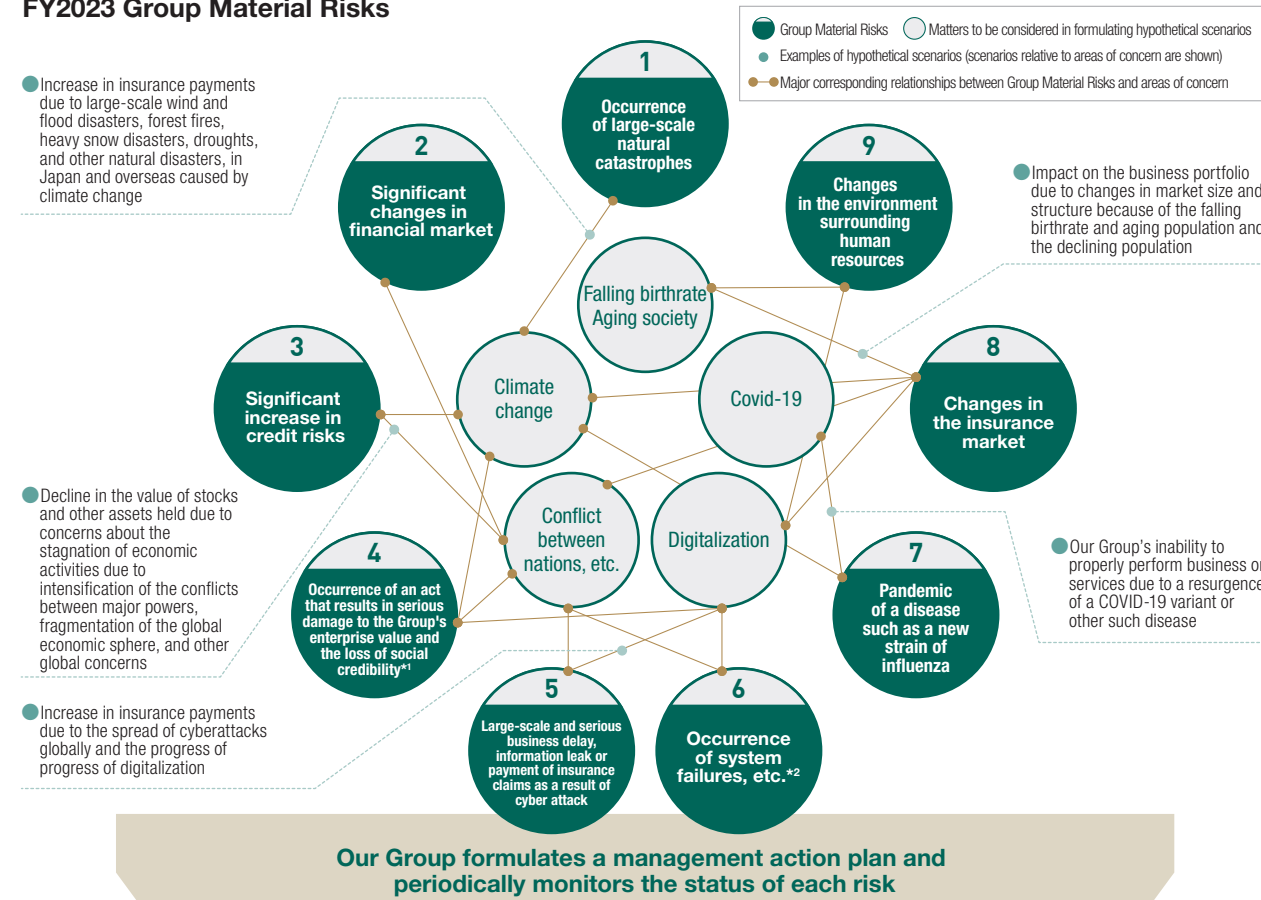 FY2023 Group Material Risks
Group Material Risks
Matters to be considered in formulating hypothetical scenarios
Examples of hypothetical scenarios (scenarios relative to areas of concern are shown)
Major corresponding relationships between Group Material Risks and areas of concern
Increase in insurance payments
due to large-scale wind and
flood disasters, forest fires,
heavy snow disasters, droughts,
and other natural disasters, in
Japan and overseas caused by
climate change
1
Occurrence
of large-scale
natural
catastrophes
2
Significant
changes in
financial market
9
Changes
in the environment
surrounding
human
resources
Impact on the business portfolio
due to changes in market size and
structure because of the falling
birthrate and aging population and
the declining population
Falling birthrate
Aging society
3
Significant
increase in
credit risks
Climate
change
Covid-19
8
Changes in
the insurance
market
Decline in the value of stocks
and other assets held due to
concerns about the
stagnation of economic
activities due to
intensification of the conflicts
between major powers,
fragmentation of the global
economic sphere, and other
global concerns
Conflict
between
nations, etc.
Digitalization
4
Occurrence of an act
that results in serious
damage to the Group's
enterprise value and
the loss of social
credibility*1
7
Pandemic
of a disease
such as a new
strain of
influenza
Our Group's inability to
properly perform business or
services due to a resurgence
of a COVID-19 variant or
other such disease
Increase in insurance payments
due to the spread of cyberattacks
globally and the progress of
progress of digitalization
5
Large-scale and serious
business delay,
information leak or
payment of insurance
claims as a result of
cyber attack
6
Occurrence
of system
failures, etc.*2
Our Group formulates a management action plan and
periodically monitors the status of each risk